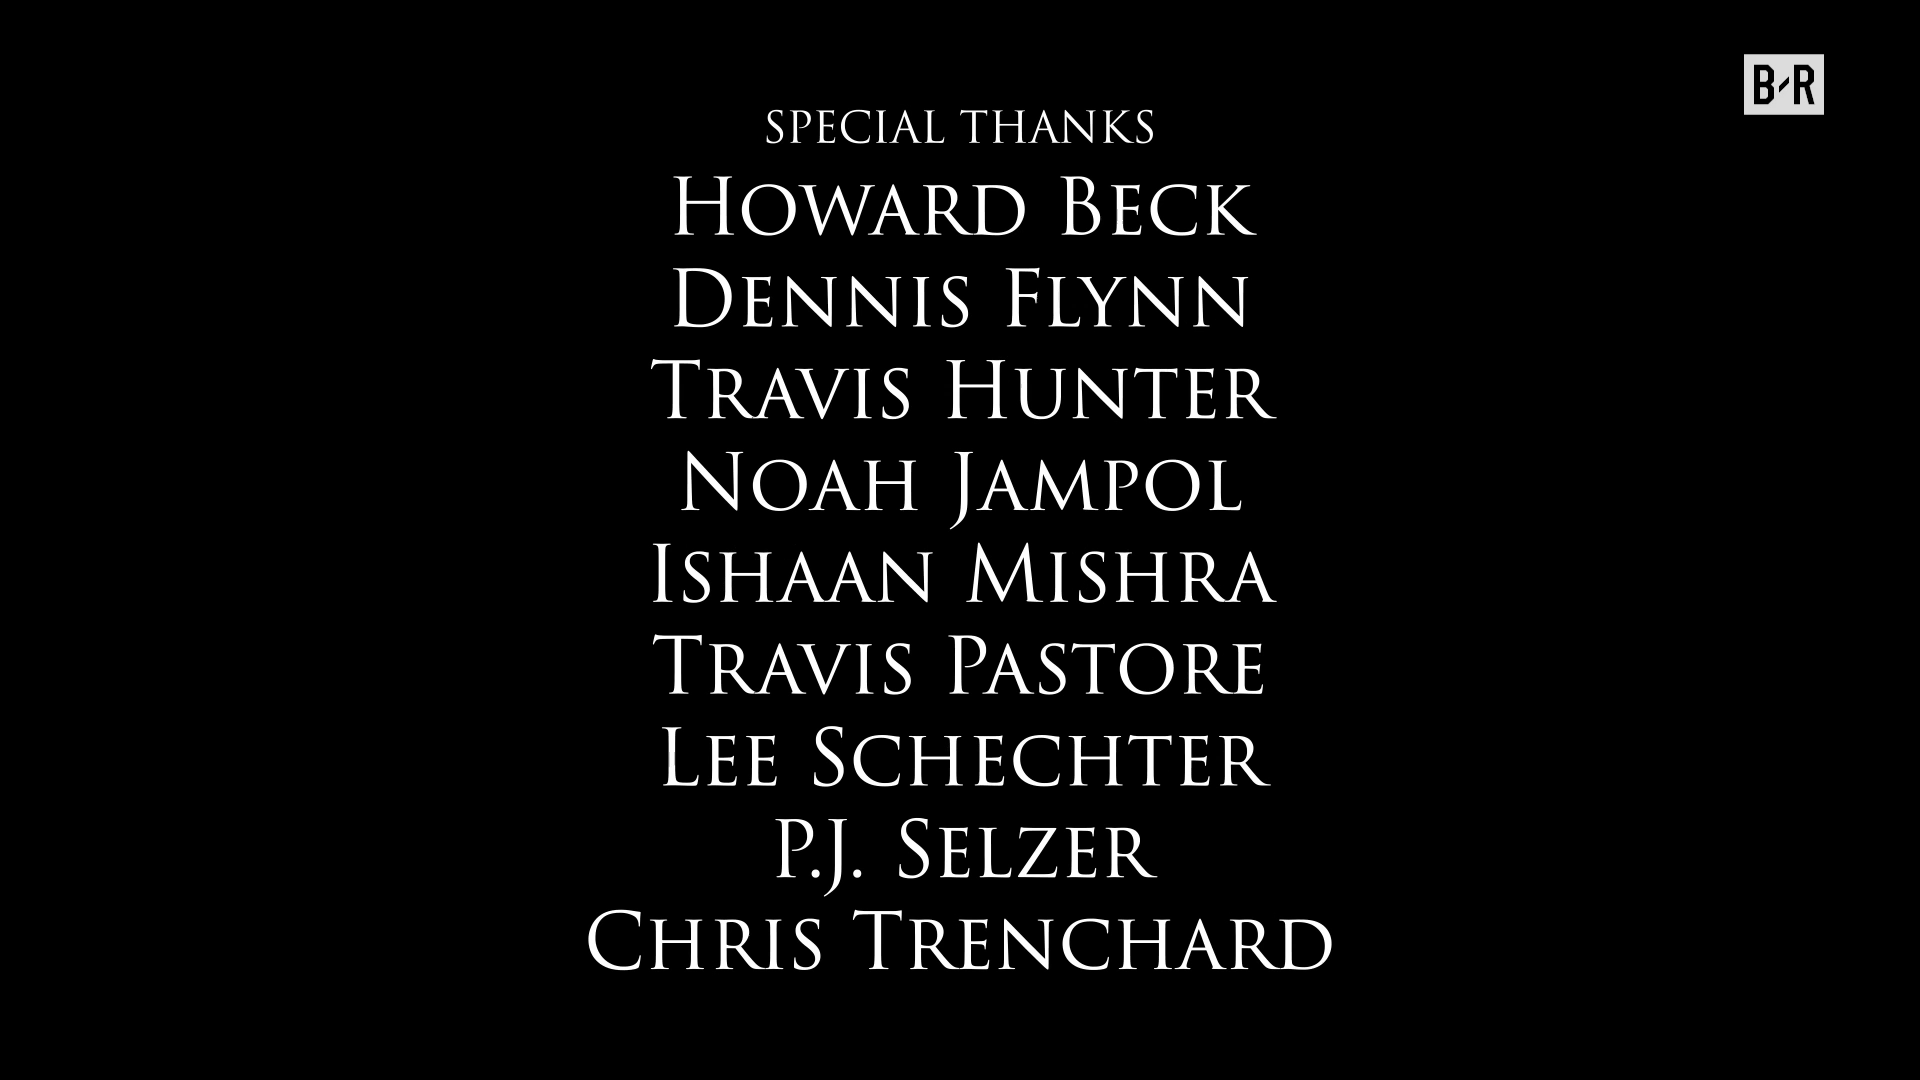 B/R
SPECIAL THANKS
HOWARD BECK
DENNIS FLYNN
TRAVIS HUNTER
NOAH JAMPOL
ISHAAN MISHRA
TRAVIS PASTORE
LEE SCHECHTER
P.J. SELZER
CHRIS TRENCHARD